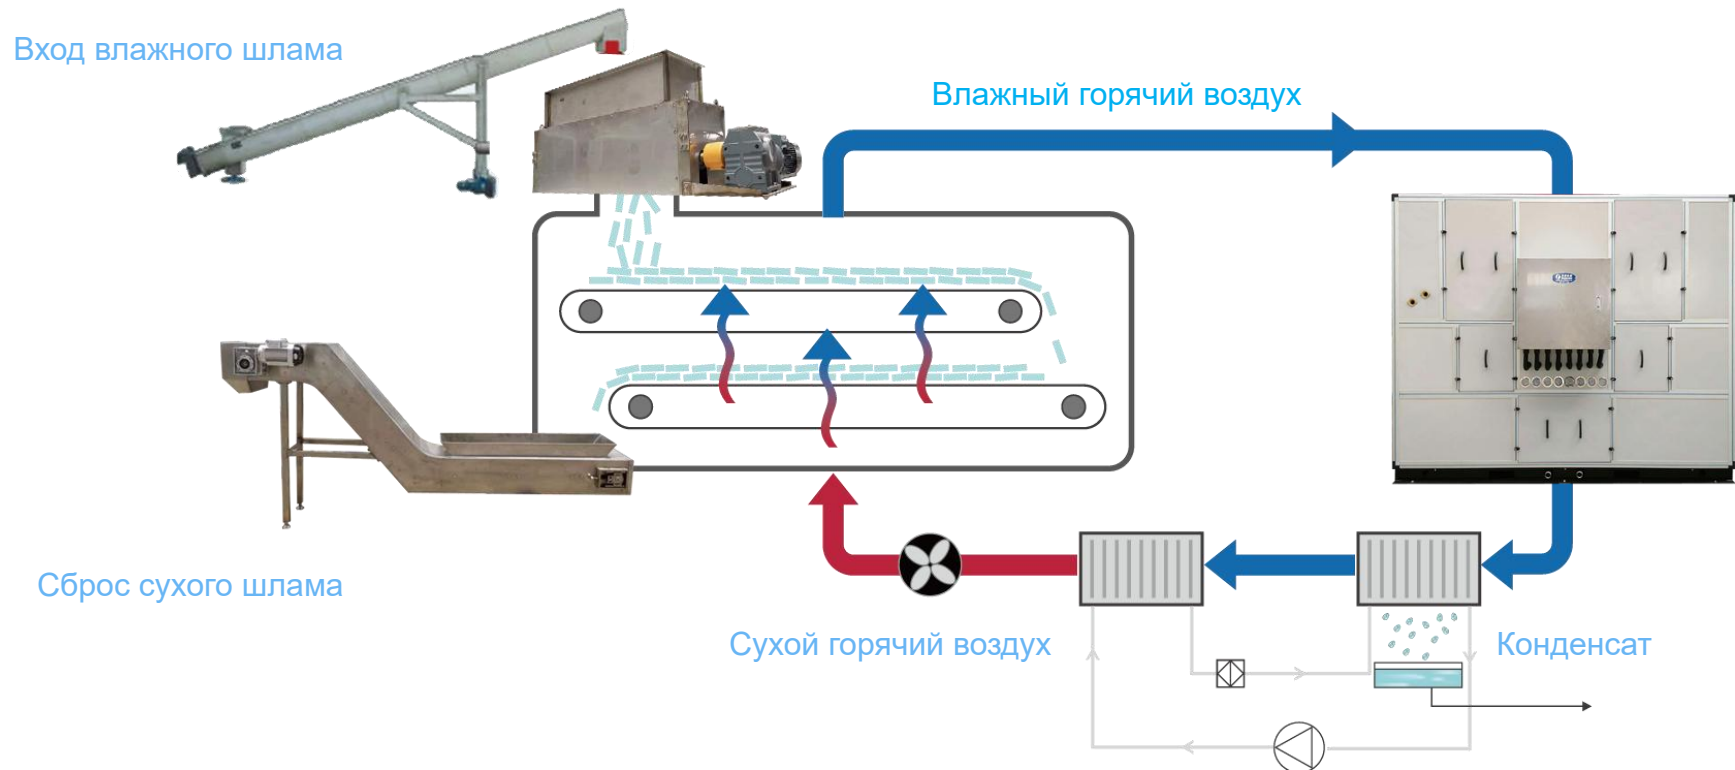 Вход влажного шлама
Влажный горячий воздух
Сброс сухого шлама
Сухой горячий воздух
Конденсат